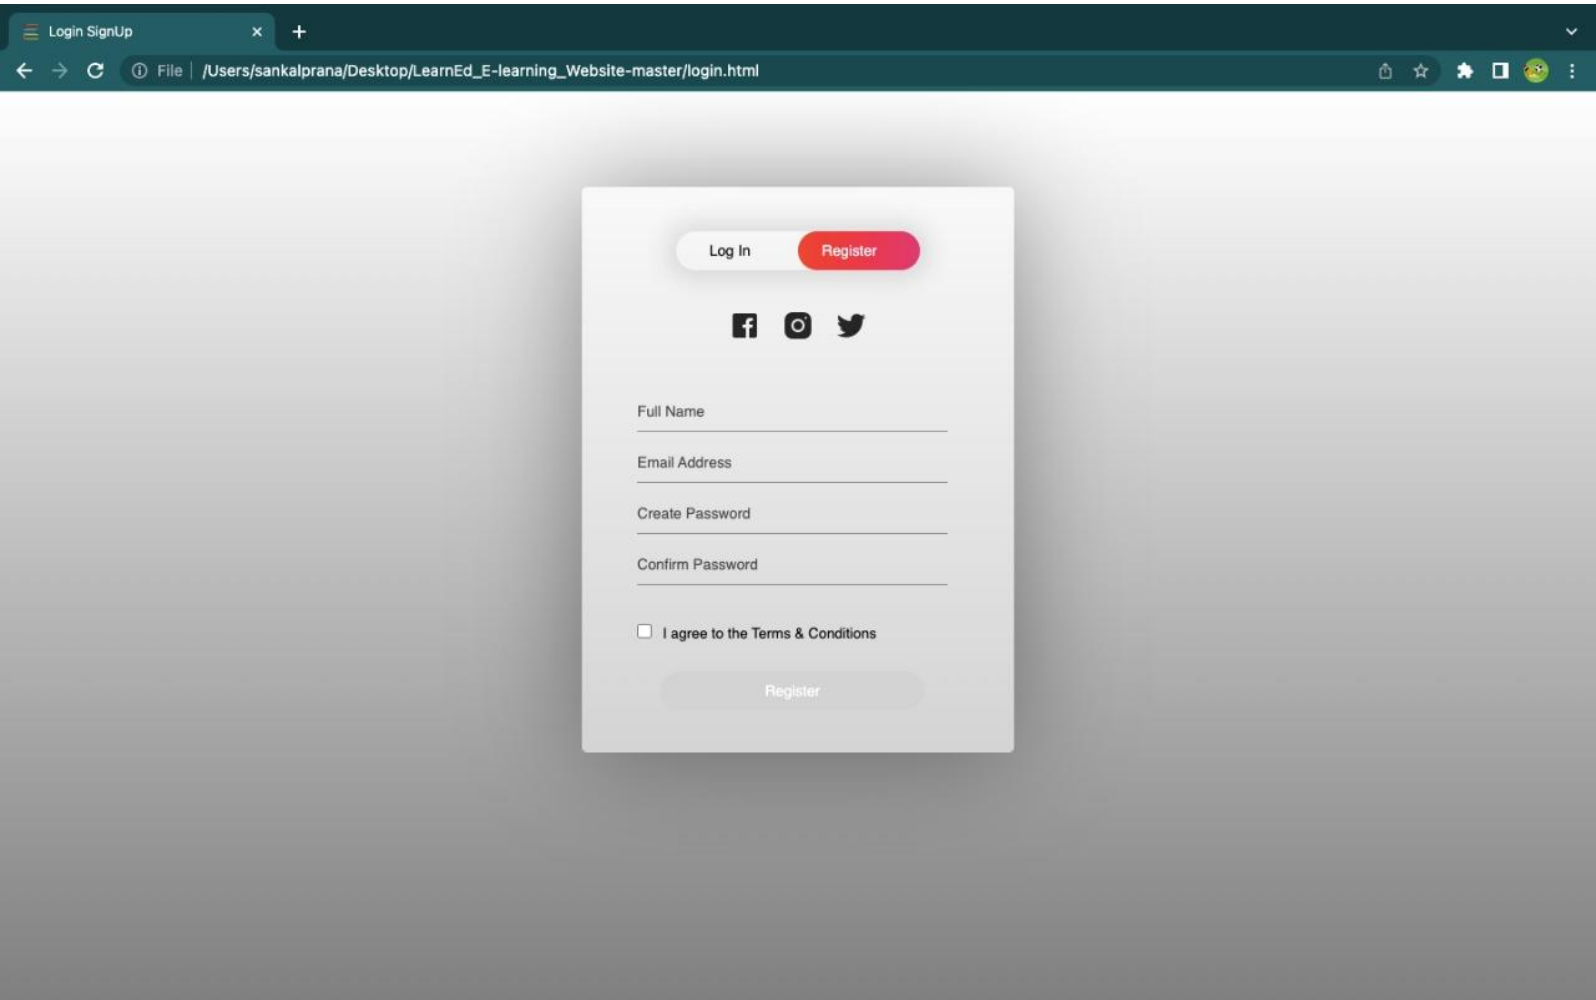 Login SignUp
File | /Users/sankalprana/Desktop/LearnEd_E-learning_Website-master/login.html
Log In Register
Full Name
Email Address
Create Password
Confirm Password
I agree to the Terms & Conditions
Register